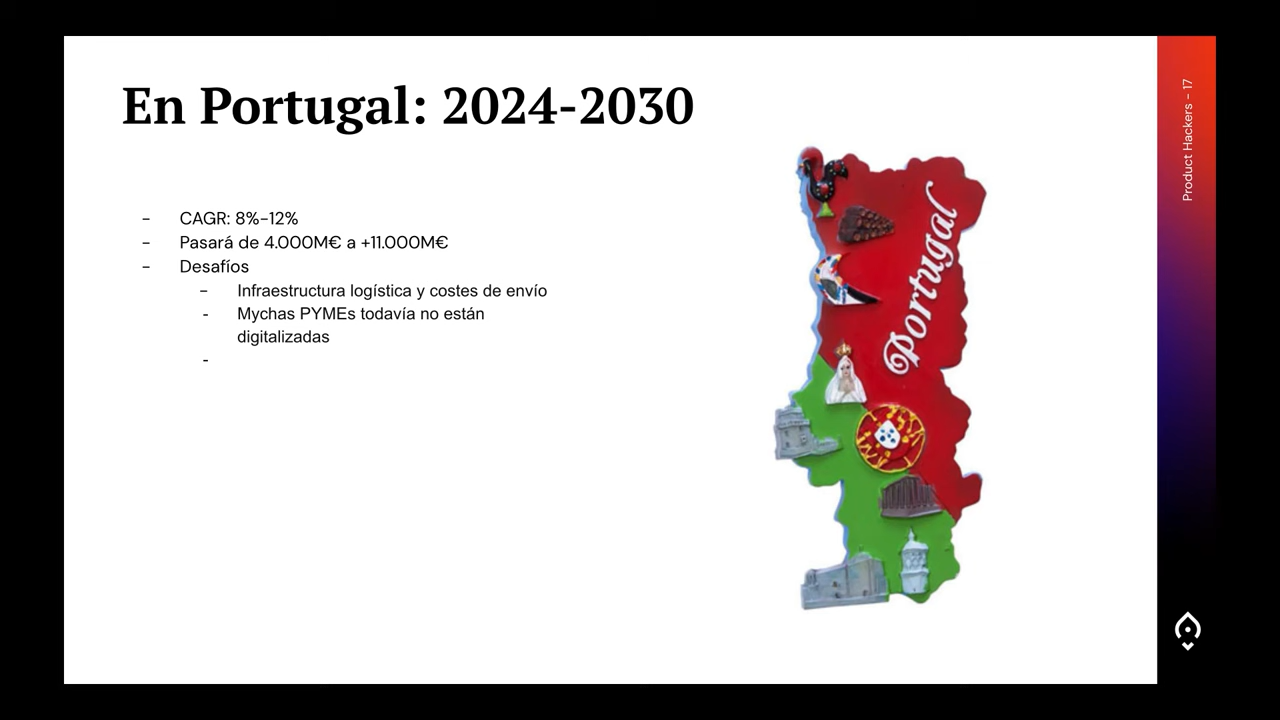 En Portugal: 2024-2030
- CAGR: 8%-12%
- Pasará de 4.000M€ a +11.000M€
- Desafíos
- Infraestructura logística y costes de envío
- Mychas PYMEs todavía no están
digitalizadas
-
Portugal
Product Hackers - 17